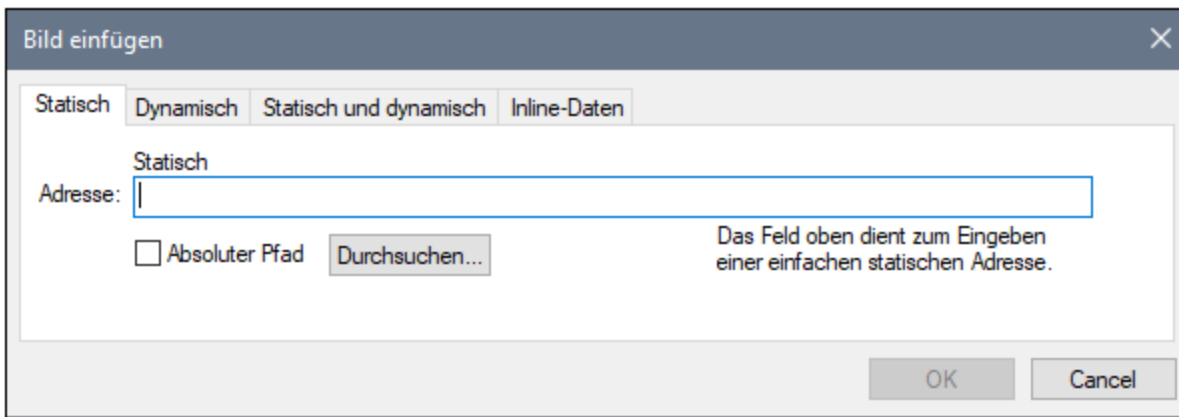 Bild einfügen
Statisch Dynamisch Statisch und dynamisch Inline-Daten
Statisch
Adresse:
Absoluter Pfad Durchsuchen... Das Feld oben dient zum Eingeben
einer einfachen statischen Adresse.
OK Cancel